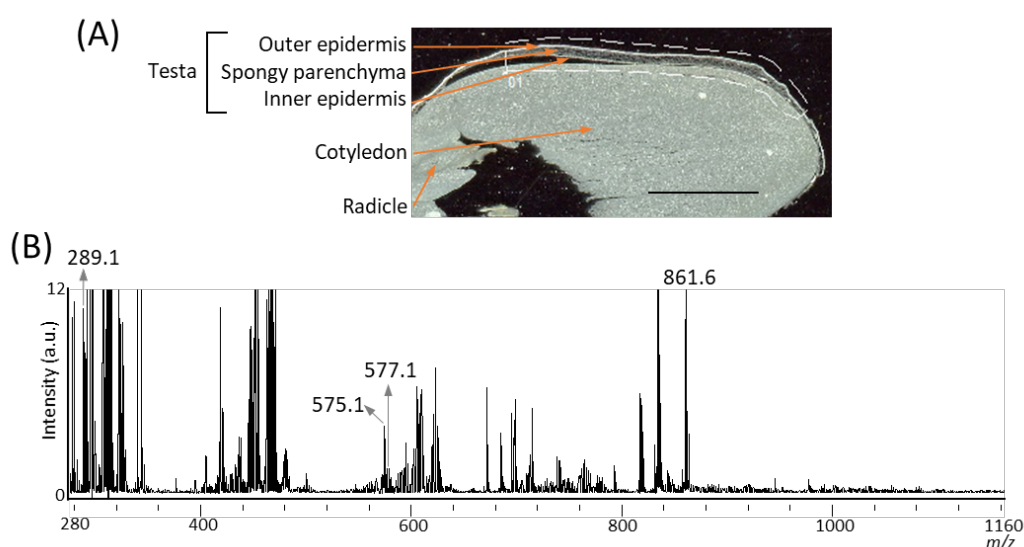 (A)
Testa
Outer epidermis
Spongy parenchyma
Inner epidermis
Cotyledon
Radicle
01
(B)
289.1
861.6
577.1
575.1
12
0
Intensity (a.u.)
280 400 600 800 1000 1160
m/z